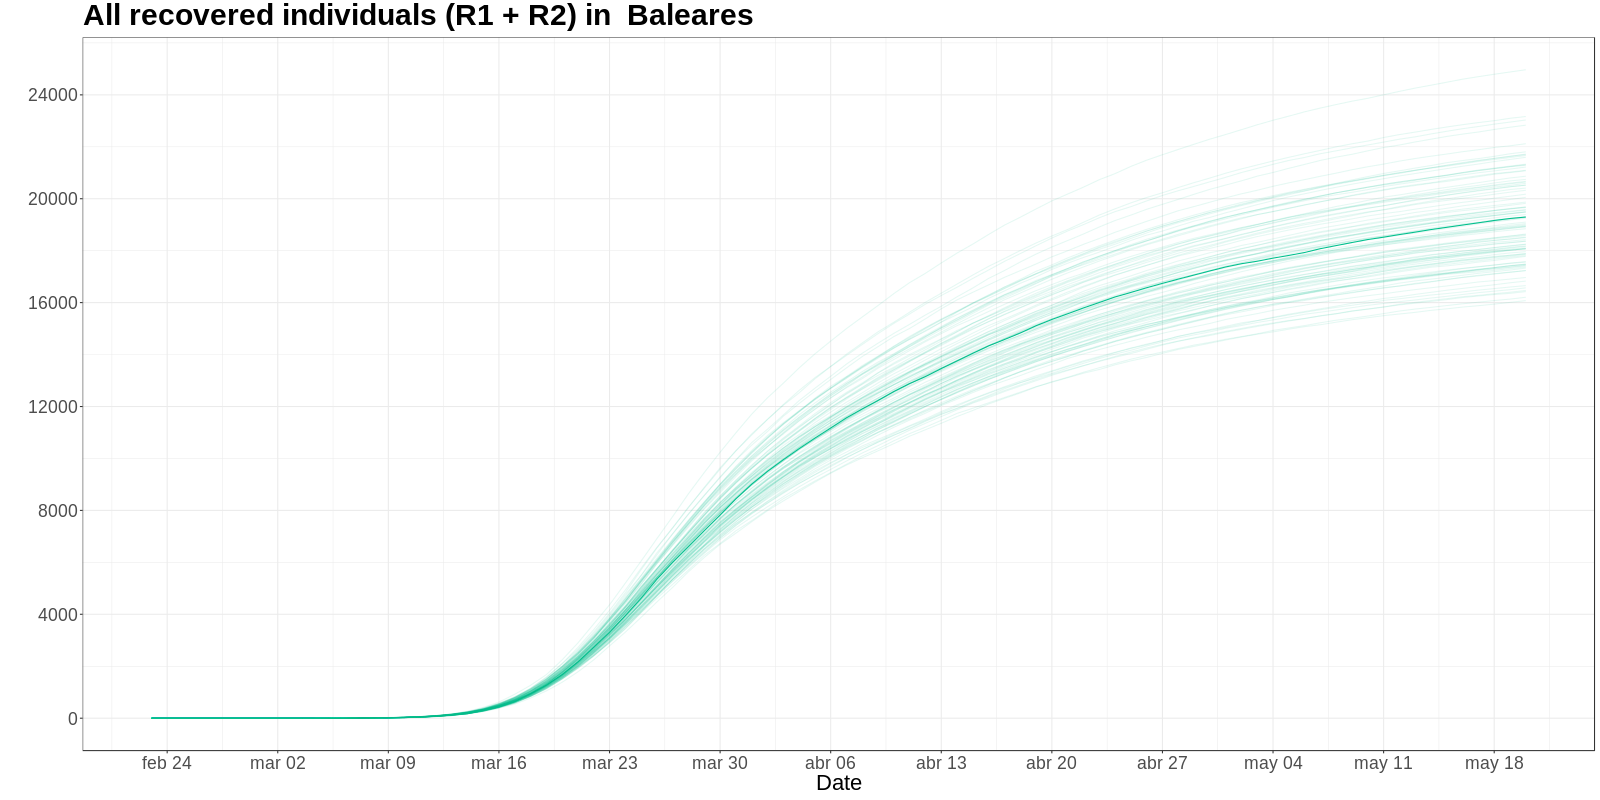 All recovered individuals (R1 + R2) in  Baleares
24000
20000
16000
12000
8000
4000
0
feb 24 mar 02 mar 09 mar 16 mar 23 mar 30 abr 06 abr 13 abr 20 abr 27 may 04 may 11 may 18
Date